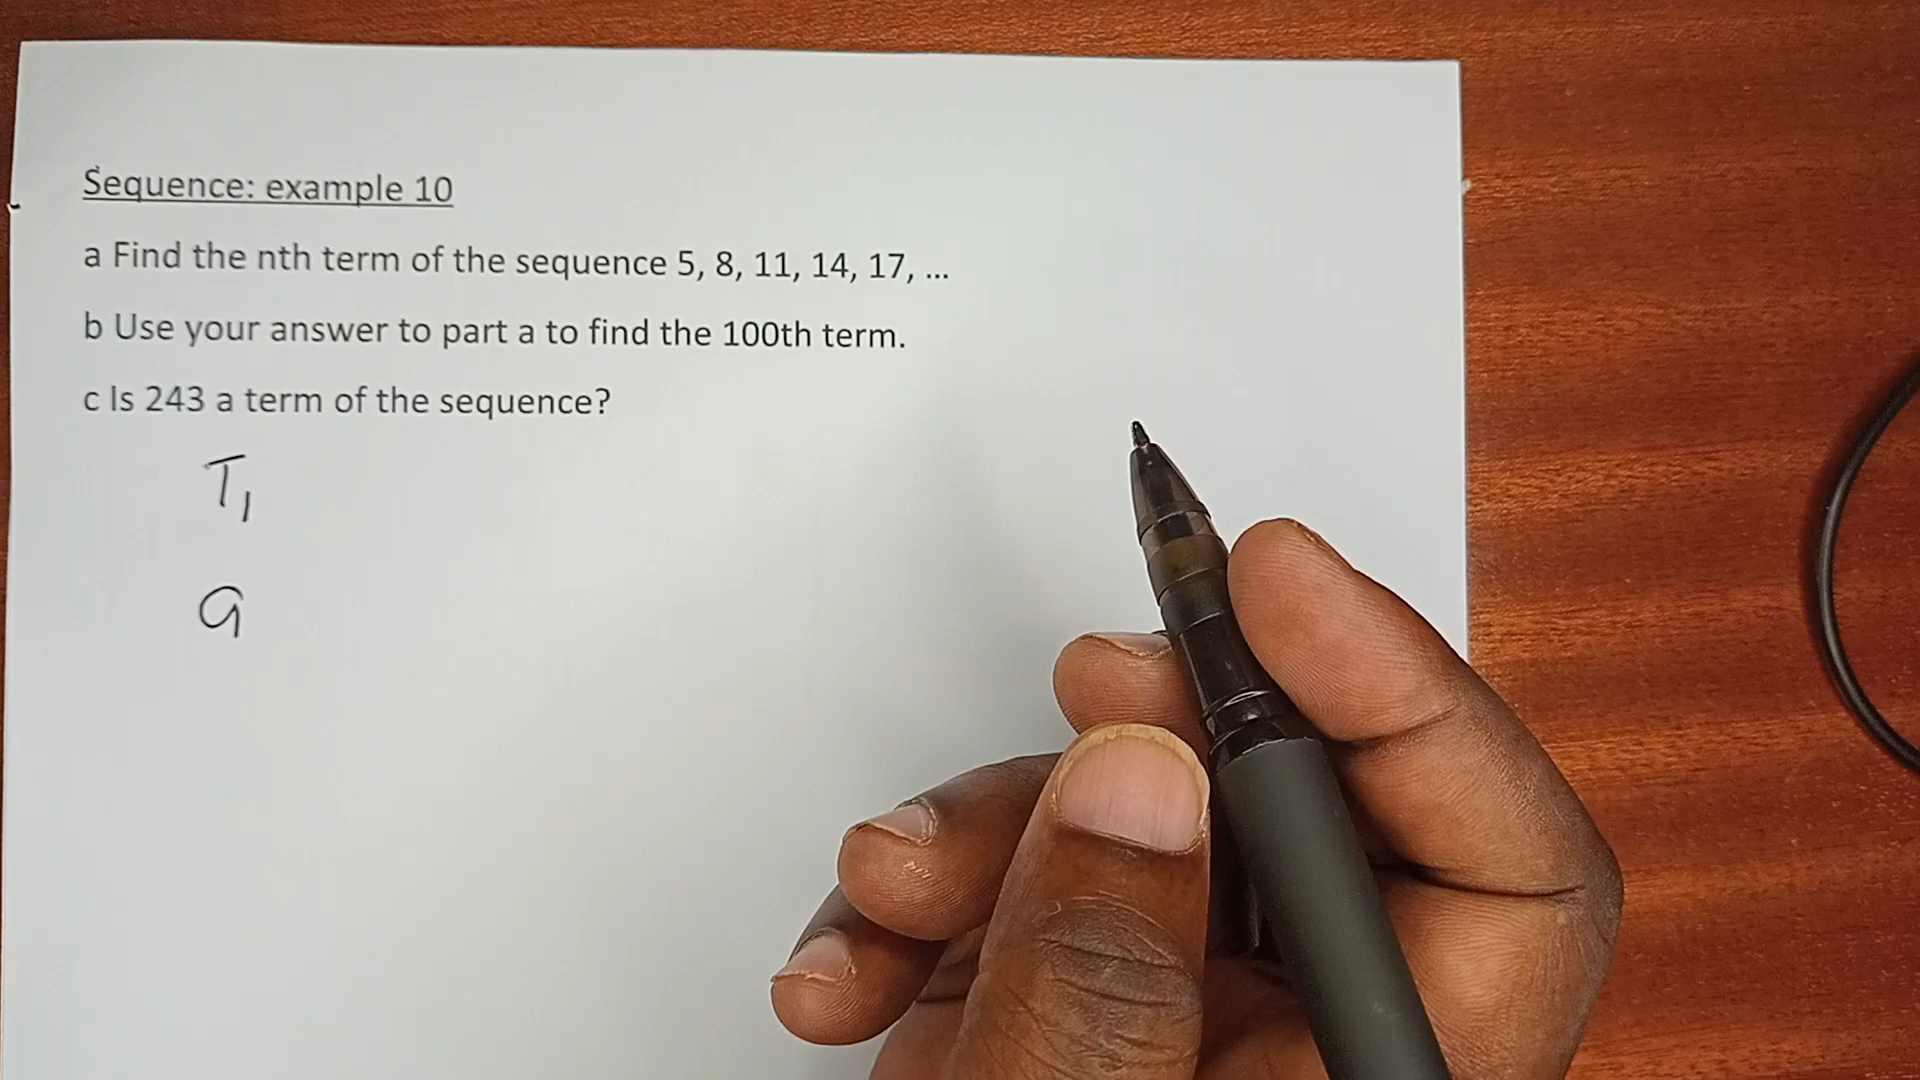 Sequence: example 10
a Find the nth term of the sequence 5, 8, 11, 14, 17, ...
b Use your answer to part a to find the 100th term.
c Is 243 a term of the sequence?
T₁
a